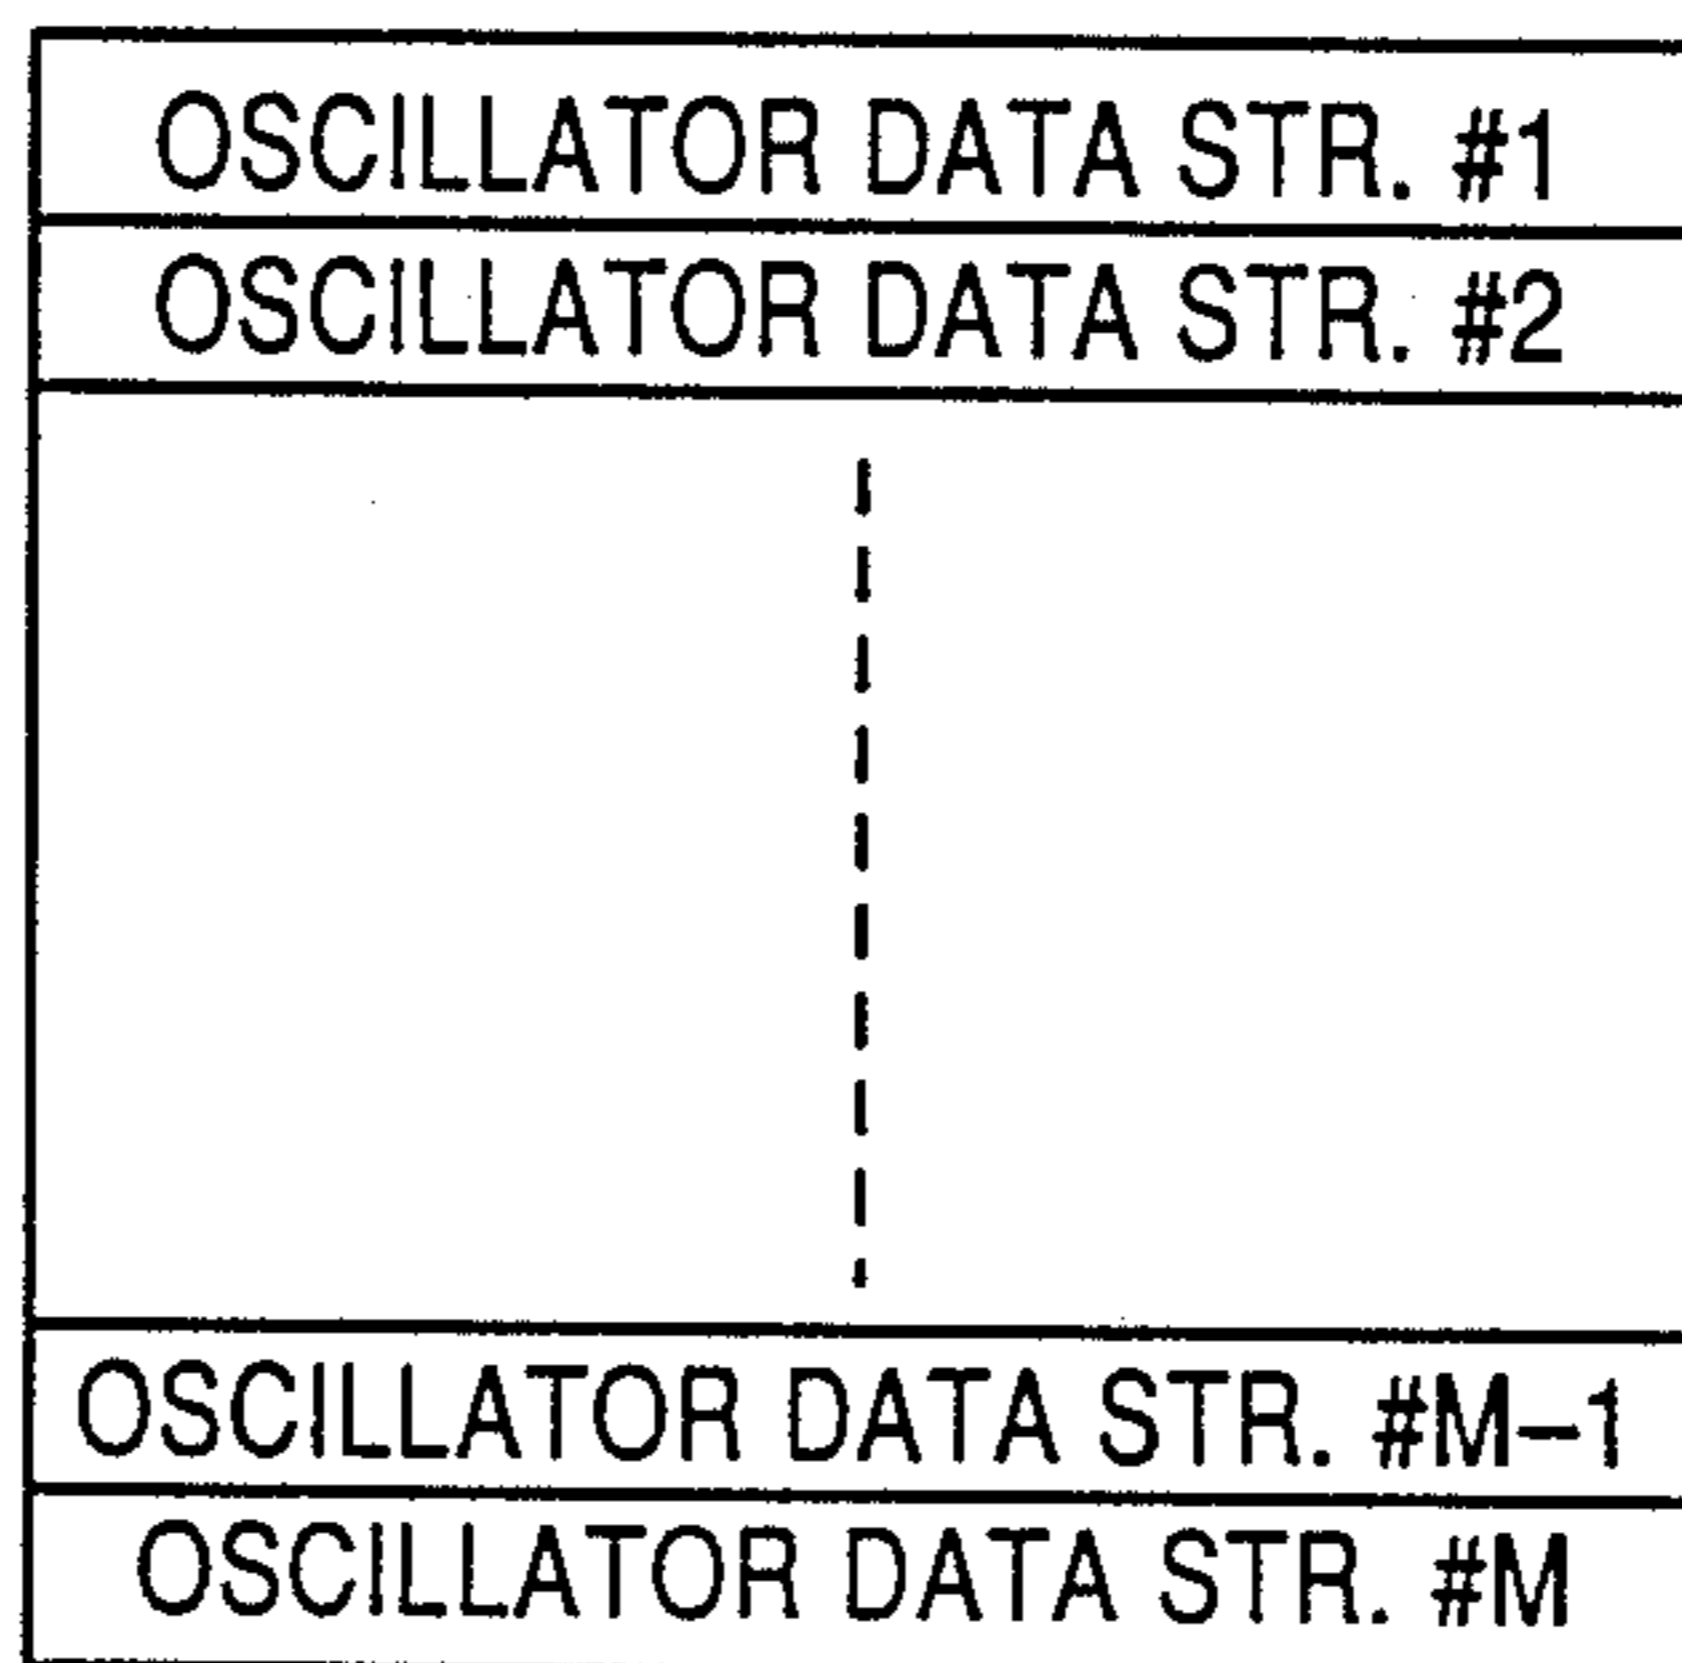 OSCILLATOR DATA STR. #1
OSCILLATOR DATA STR. #2
OSCILLATOR DATA STR. #M–1
OSCILLATOR DATA STR. #M